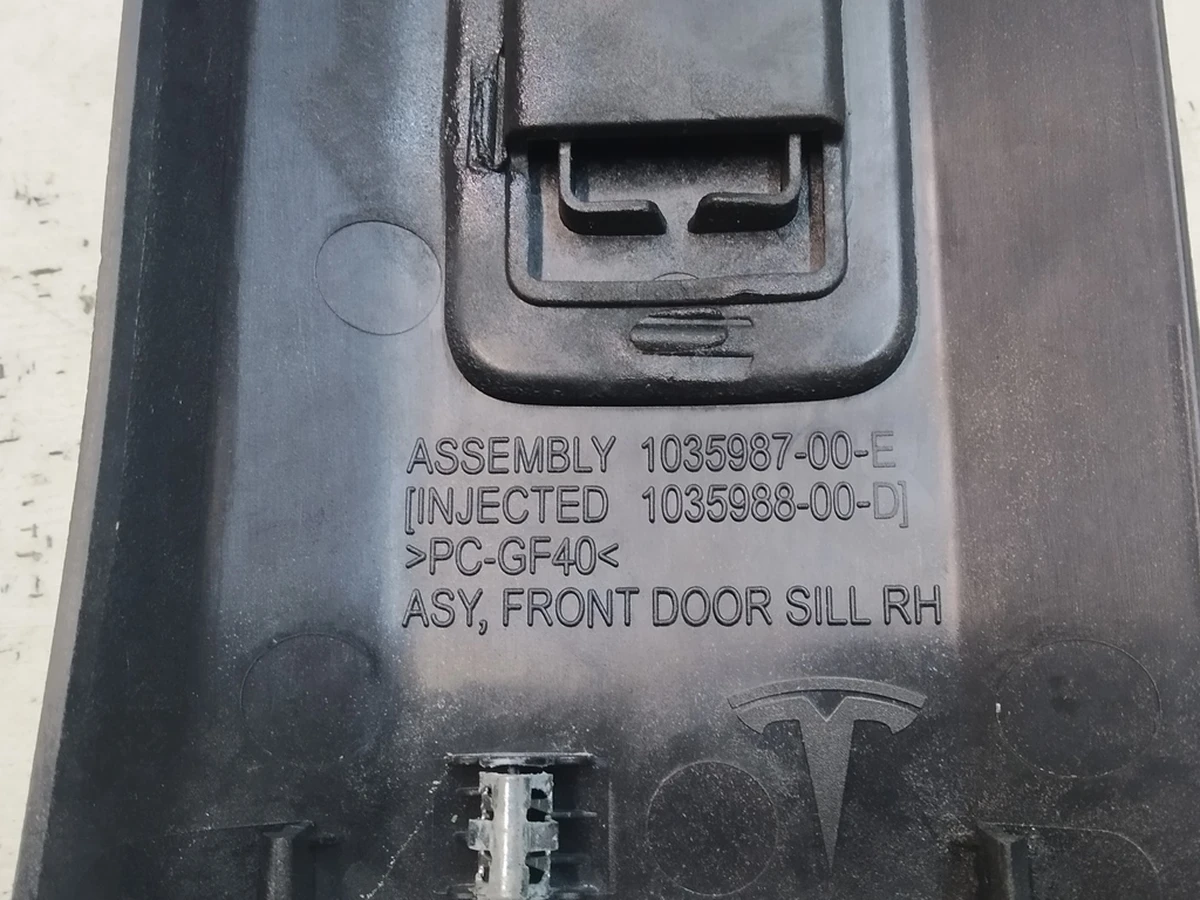 ASSEMBLY 1035987-00-E
[INJECTED 1035988-00-D]
>PC-GF40<
ASY, FRONT DOOR SILL RH